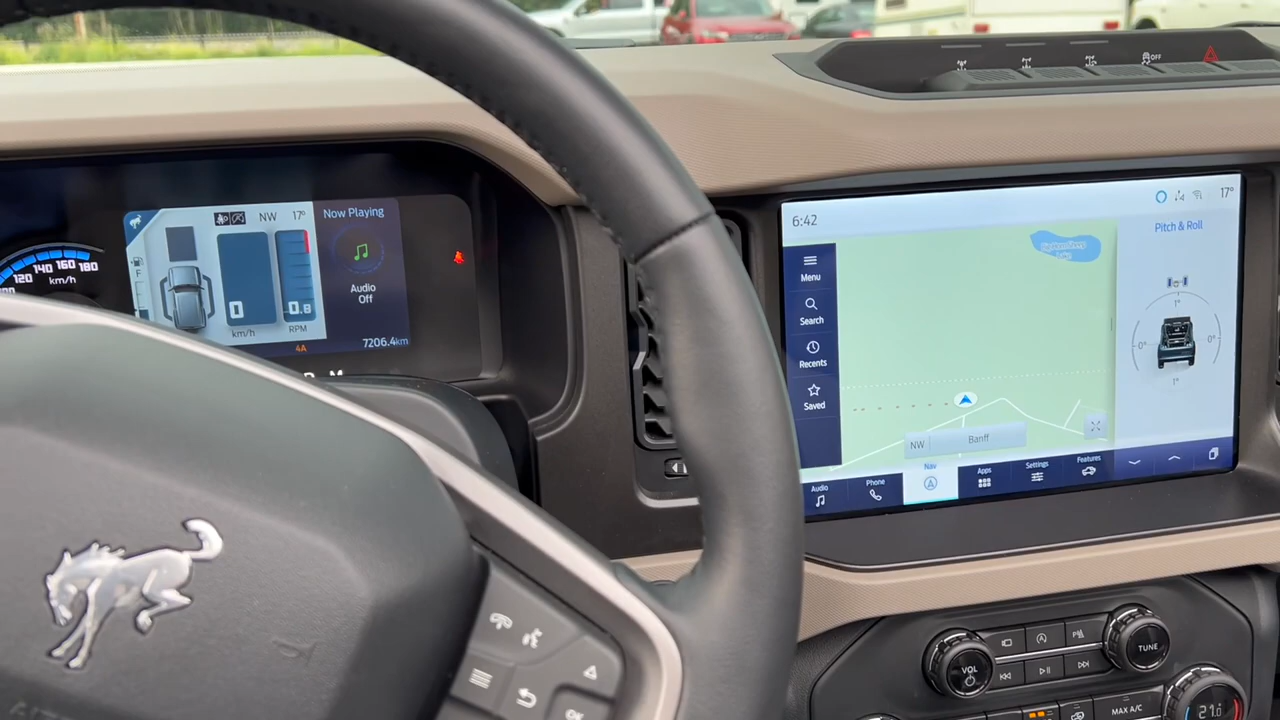 OFF
120 140 160 180
km/h
F
NW 17°
0
km/h
0.8
RPM
Now Playing
Audio
Off
4A
7206.4km
M
6:42
17°
Menu
Search
Recents
Saved
NW Banff
Pitch & Roll
1°
0° 0°
1°
Audio
Phone
Nav
Apps
Settings
Features
VOL
TUNE
OK
MAX A/C
21.0